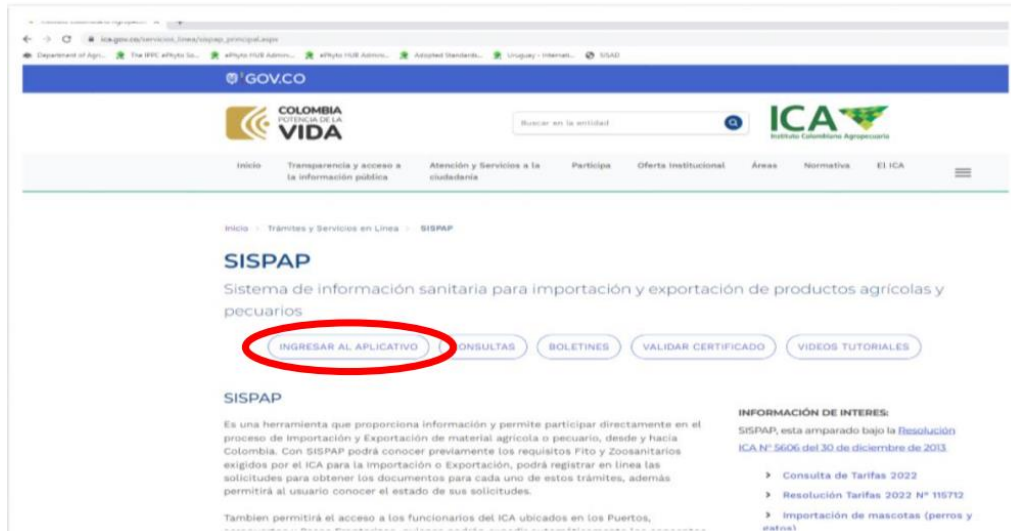 ica.gov.co/servicios_linea/sispap_principal.aspx
Department of Agri...
The IPPC ePhyto So...
ePhyto HUB Admin...
ePhyto HUB Admini...
Adopted Standards...
Uruguay - Internati...
SISAD
GOV.CO
COLOMBIA
POTENCIA DE LA
VIDA
Buscar en la entidad
ICA
Instituto Colombiano Agropecuario
Inicio
Transparencia y acceso a
la información pública
Atención y Servicios a la
ciudadanía
Participa
Oferta Institucional
Áreas
Normativa
El ICA
Inicio > Trámites y Servicios en Línea > SISPAP
SISPAP
Sistema de información sanitaria para importación y exportación de productos agrícolas y
pecuarios
INGRESAR AL APLICATIVO
CONSULTAS
BOLETINES
VALIDAR CERTIFICADO
VIDEOS TUTORIALES
SISPAP
Es una herramienta que proporciona información y permite participar directamente en el
proceso de Importación y Exportación de material agrícola o pecuario, desde y hacia
Colombia. Con SISPAP podrá conocer previamente los requisitos Fito y Zoosanitarios
exigidos por el ICA para la Importación o Exportación, podrá registrar en línea las
solicitudes para obtener los documentos para cada uno de estos trámites, además
permitirá al usuario conocer el estado de sus solicitudes.
Tambien permitirá el acceso a los funcionarios del ICA ubicados en los Puertos,
INFORMACIÓN DE INTERES:
SISPAP, esta amparado bajo la Resolución
ICA N° 5606 del 30 de diciembre de 2013.
> Consulta de Tarifas 2022
> Resolución Tarifas 2022 N° 115712
> Importación de mascotas (perros y
gatos)